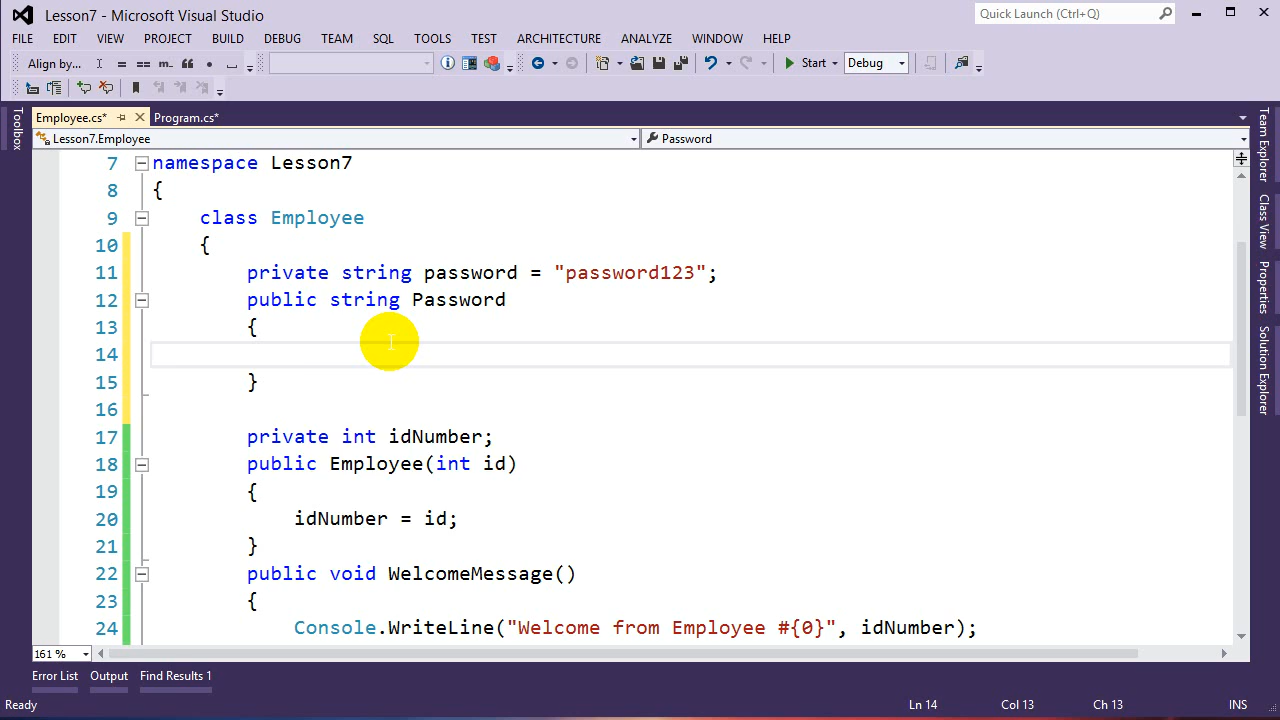 Lesson7 - Microsoft Visual Studio
Quick Launch (Ctrl+Q)
FILE EDIT VIEW PROJECT BUILD DEBUG TEAM SQL TOOLS TEST ARCHITECTURE ANALYZE WINDOW HELP
Align by... = == m.. Start Debug
Employee.cs* Program.cs*
Lesson7.Employee Password
Toolbox
7 namespace Lesson7
8 {
9 class Employee
10 {
11 private string password = "password123";
12 public string Password
13 {
14
15 }
16
17 private int idNumber;
18 public Employee(int id)
19 {
20 idNumber = id;
21 }
22 public void WelcomeMessage()
23 {
24 Console.WriteLine("Welcome from Employee #{0}", idNumber);
Team Explorer
Class View
Properties
Solution Explorer
161 %
Error List Output Find Results 1
Ready Ln 14 Col 13 Ch 13 INS